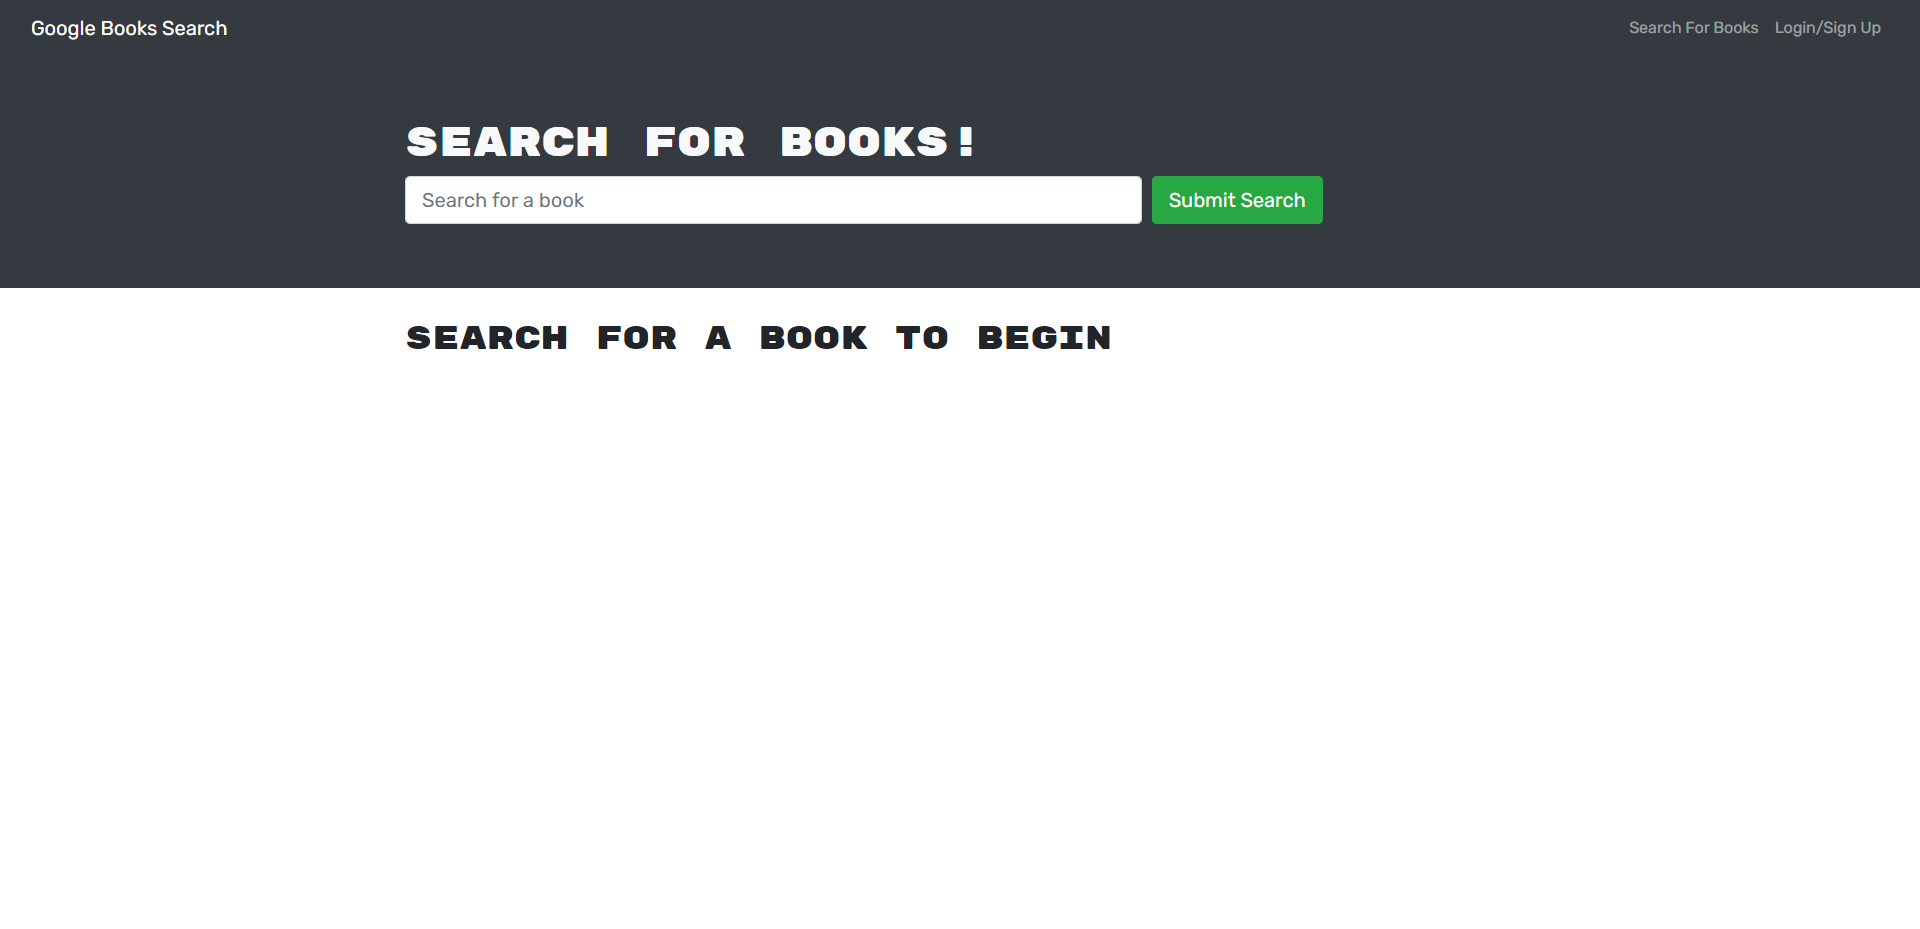 Google Books Search
Search For Books Login/Sign Up
SEARCH FOR BOOKS!
Search for a book
Submit Search
SEARCH FOR A BOOK TO BEGIN